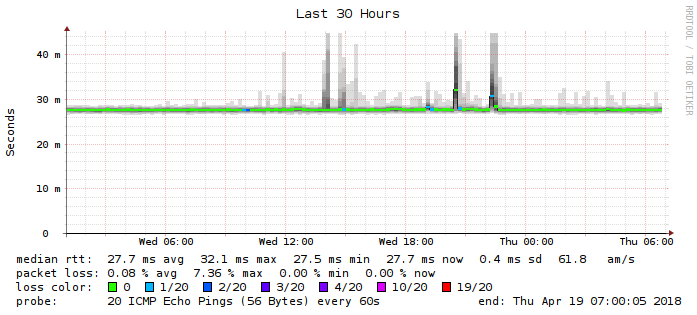 Last 30 Hours
RRDTOOL / TOBI OETIKER
Seconds
40 m
30 m
20 m
10 m
0
Wed 06:00 Wed 12:00 Wed 18:00 Thu 00:00 Thu 06:00
median rtt: 27.7 ms avg 32.1 ms max 27.5 ms min 27.7 ms now 0.4 ms sd 61.8 am/s
packet loss: 0.08 % avg 7.36 % max 0.00 % min 0.00 % now
loss color: 0 1/20 2/20 3/20 4/20 10/20 19/20
probe: 20 ICMP Echo Pings (56 Bytes) every 60s end: Thu Apr 19 07:00:05 2018